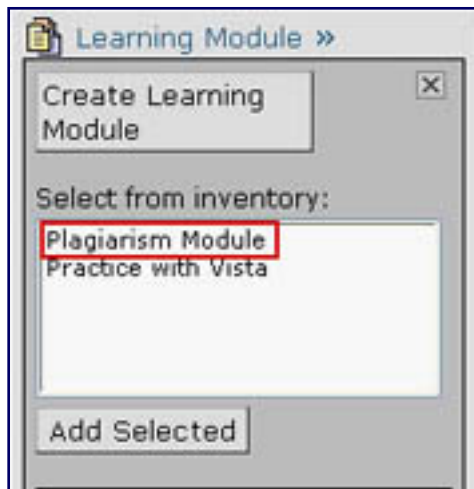 Learning Module »
Create Learning
Module
Select from inventory:
Plagiarism Module
Practice with Vista
Add Selected